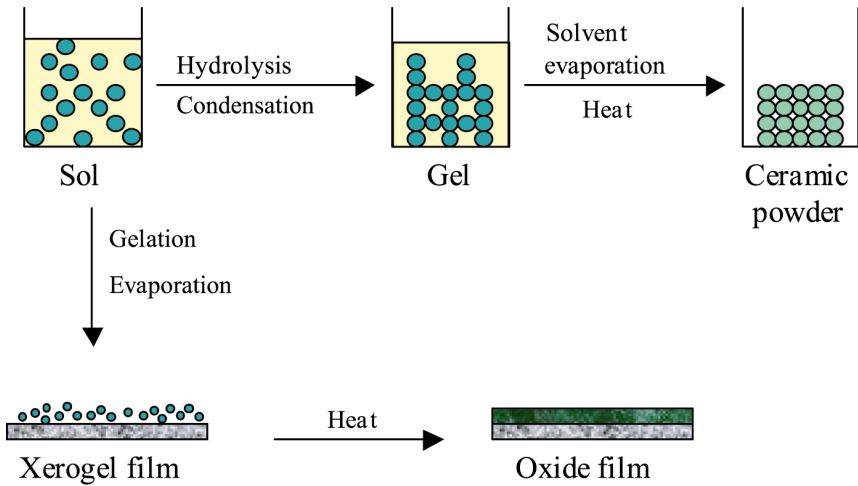 Hydrolysis
Condensation
Solvent
evaporation
Heat
Sol
Gel
Ceramic
powder
Gelation
Evaporation
Heat
Xerogel film
Oxide film